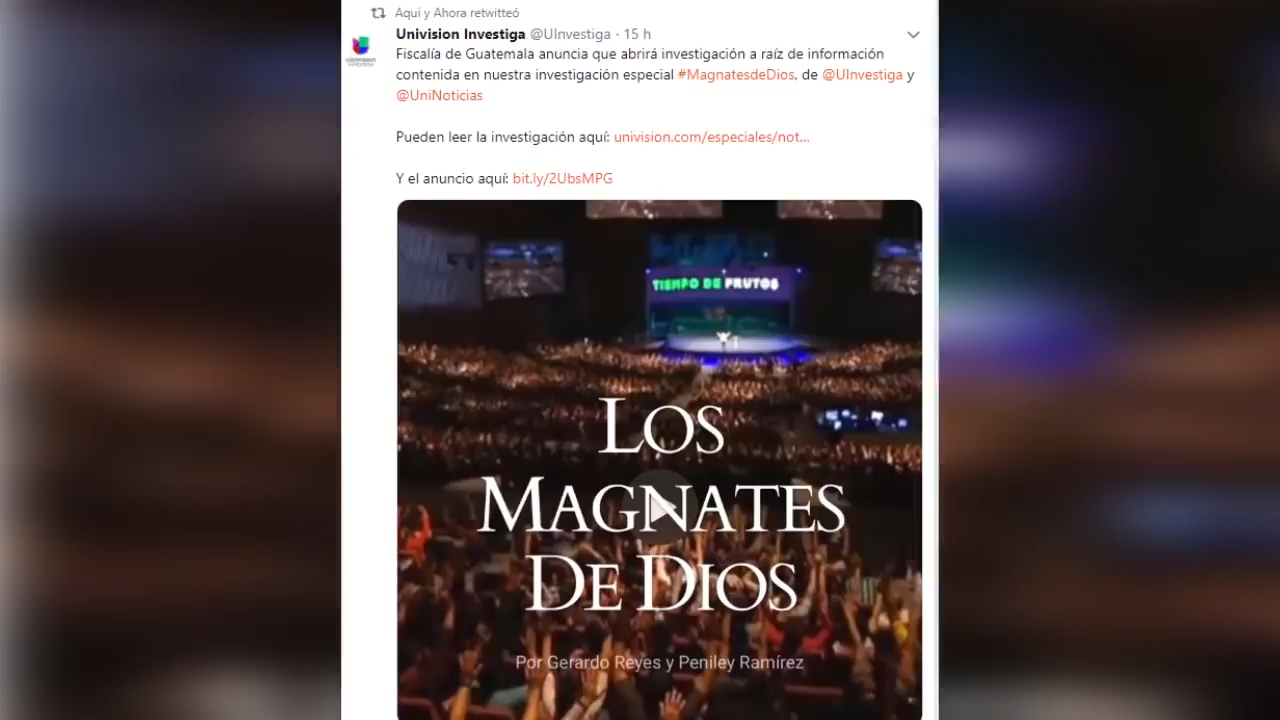 Aqui y Ahora retwitteó
Univision Investiga @UInvestiga · 15 h
Fiscalía de Guatemala anuncia que abrirá investigación a raíz de información
contenida en nuestra investigación especial #MagnatesdeDios, de @UInvestiga y
@UniNoticias
Pueden leer la investigación aquí: univision.com/especiales/not...
Y el anuncio aquí: bit.ly/2UbsMPG
TIEMPO DE FRUTOS
LOS
MAGNATES
DE DIOS
Por Gerardo Reyes y Peniley Ramírez